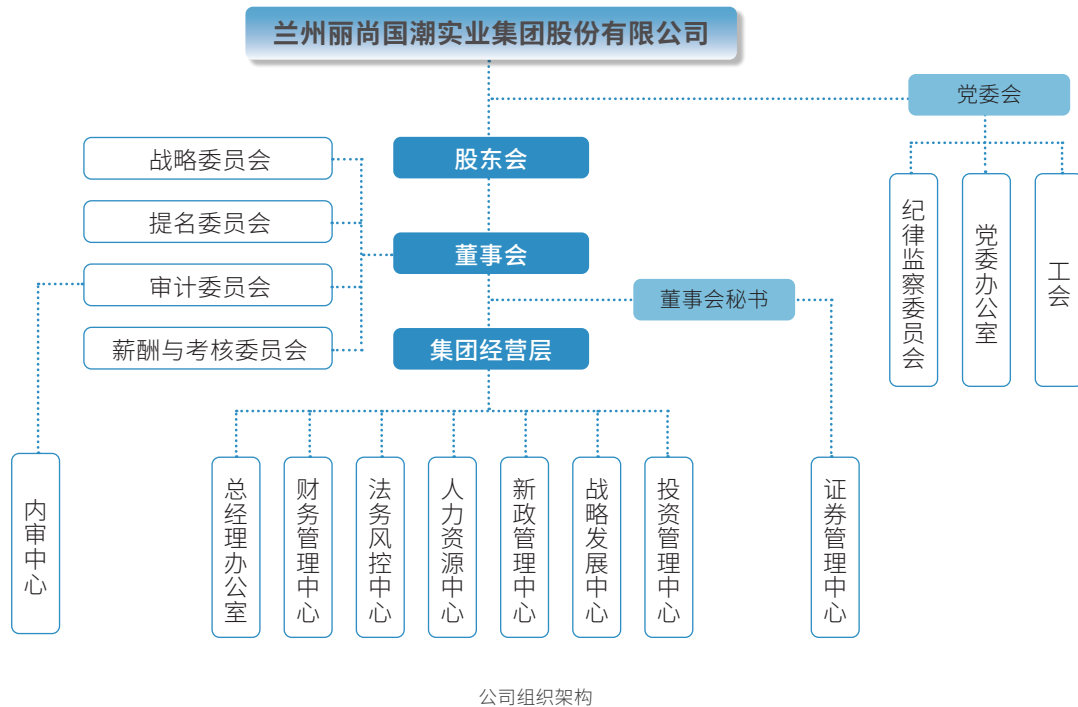 兰州丽尚国潮实业集团股份有限公司
党委会
股东会
战略委员会
提名委员会
董事会
审计委员会
董事会秘书
薪酬与考核委员会
集团经营层
纪律监察委员会
党委办公室
工会
内审中心
总经理办公室
财务管理中心
法务风控中心
人力资源中心
新政管理中心
战略发展中心
投资管理中心
证券管理中心
公司组织架构